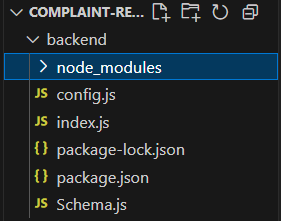 COMPLAINT-RE...
backend
node_modules
JS config.js
JS index.js
{} package-lock.json
{} package.json
JS Schema.js